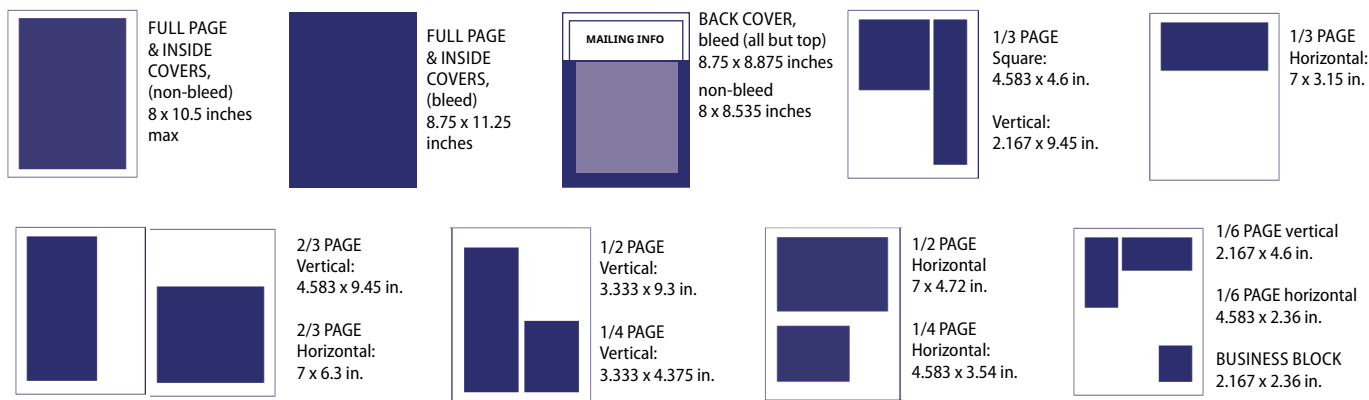 FULL PAGE
& INSIDE
COVERS,
(non-bleed)
8 x 10.5 inches
max
FULL PAGE
& INSIDE
COVERS,
(bleed)
8.75 x 11.25
inches
MAILING INFO
BACK COVER,
bleed (all but top)
8.75 x 8.875 inches
non-bleed
8 x 8.535 inches
1/3 PAGE
Square:
4.583 x 4.6 in.
Vertical:
2.167 x 9.45 in.
1/3 PAGE
Horizontal:
7 x 3.15 in.
2/3 PAGE
Vertical:
4.583 x 9.45 in.
2/3 PAGE
Horizontal:
7 x 6.3 in.
1/2 PAGE
Vertical:
3.333 x 9.3 in.
1/4 PAGE
Vertical:
3.333 x 4.375 in.
1/2 PAGE
Horizontal
7 x 4.72 in.
1/4 PAGE
Horizontal:
4.583 x 3.54 in.
1/6 PAGE vertical
2.167 x 4.6 in.
1/6 PAGE horizontal
4.583 x 2.36 in.
BUSINESS BLOCK
2.167 x 2.36 in.